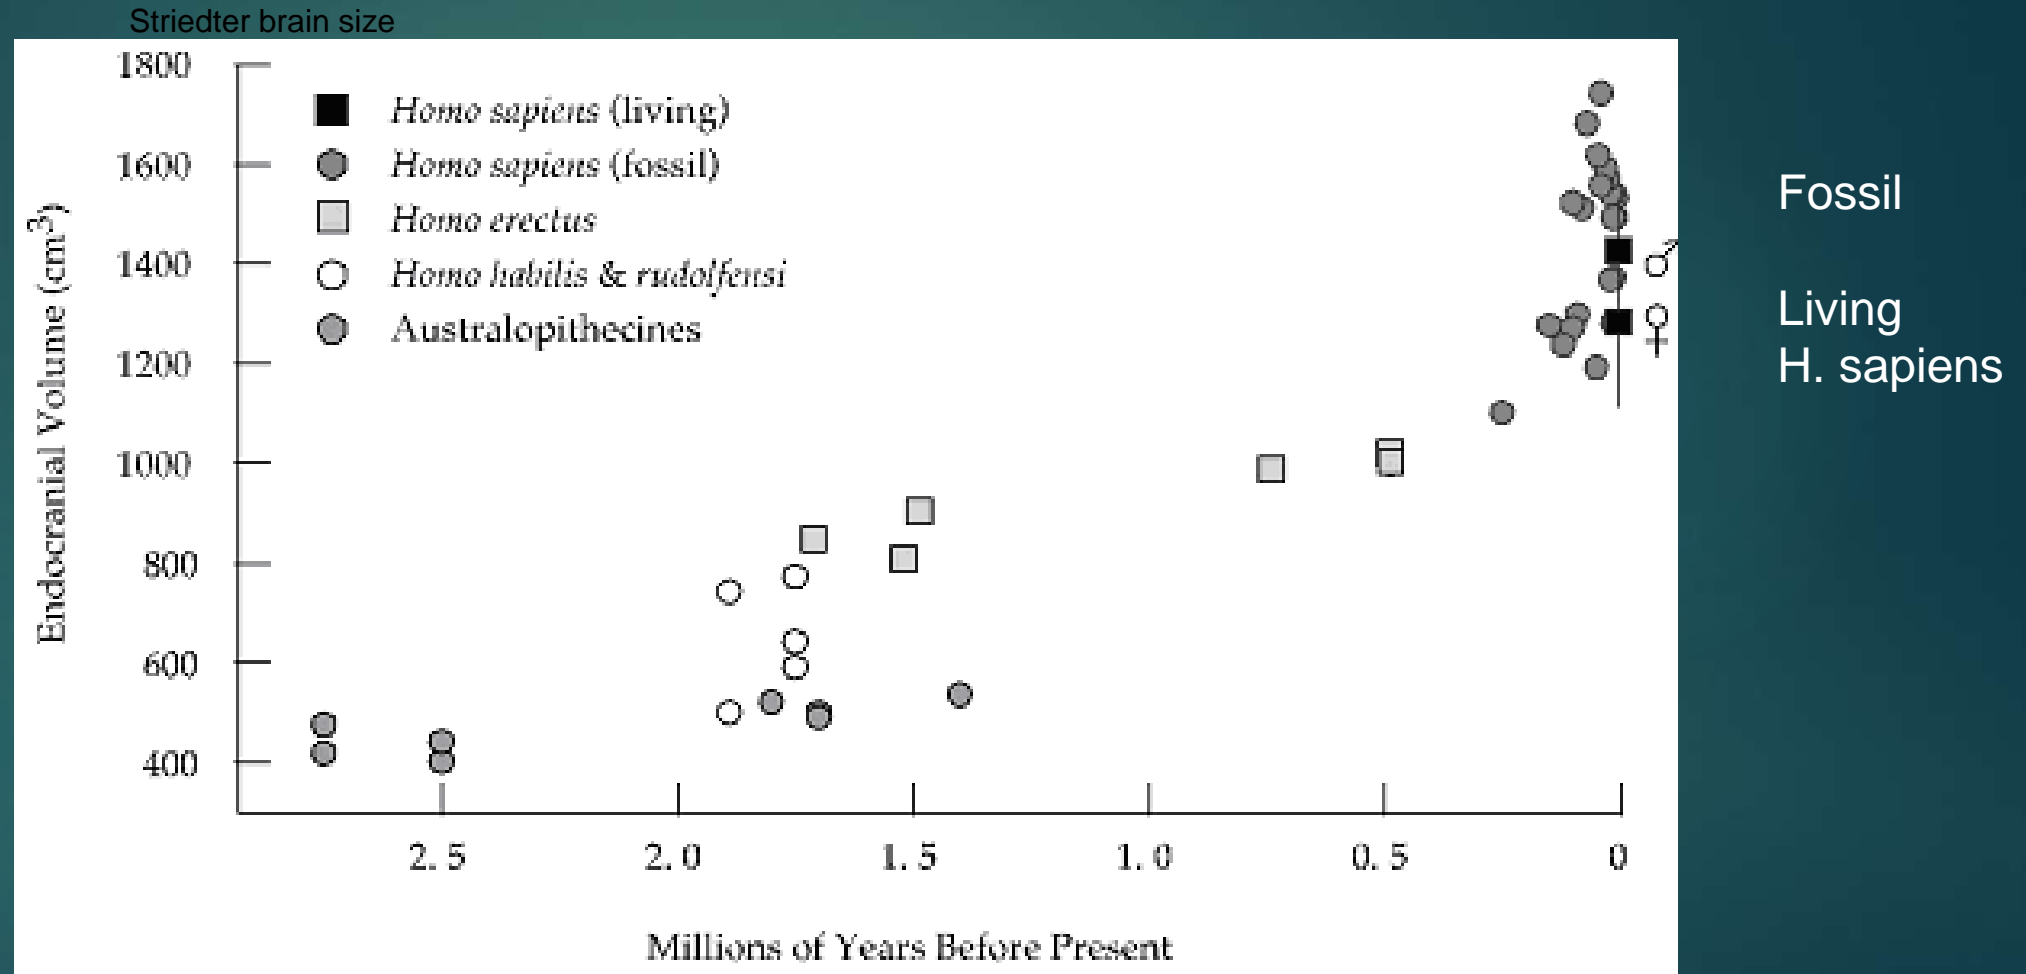 Striedter brain size
1800
1600
1400
1200
1000
800
600
400
Endocranial Volume (cm³)
Homo sapiens (living)
Homo sapiens (fossil)
Homo erectus
Homo habilis & rudolfensi
Australopithecines
♂
♀
2.5
2.0
1.5
1.0
0.5
0
Millions of Years Before Present
Fossil
Living
H. sapiens